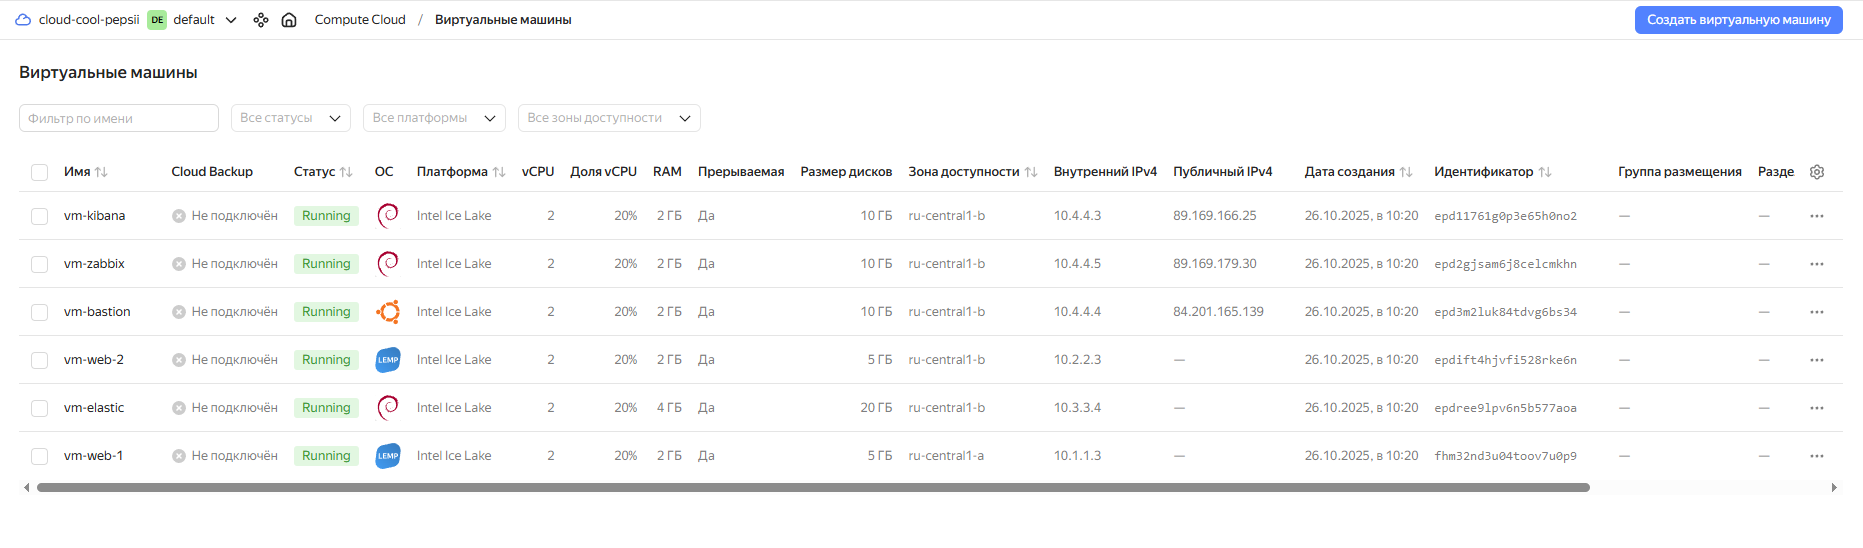 cloud-cool-pepsii DE default Compute Cloud / Виртуальные машины Создать виртуальную машину
Виртуальные машины
Фильтр по имени Все статусы Все платформы Все зоны доступности
Имя Cloud Backup Статус ОС Платформа vCPU Доля vCPU RAM Прерываемая Размер дисков Зона доступности Внутренний IPv4 Публичный IPv4 Дата создания Идентификатор Группа размещения Разде
vm-kibana Не подключён Running Intel Ice Lake 2 20% 2 ГБ Да 10 ГБ ru-central1-b 10.4.4.3 89.169.166.25 26.10.2025, в 10:20 epd11761g0p3e65h0no2 — — ···
vm-zabbix Не подключён Running Intel Ice Lake 2 20% 2 ГБ Да 10 ГБ ru-central1-b 10.4.4.5 89.169.179.30 26.10.2025, в 10:20 epd2gjsam6j8celcmkhn — — ···
vm-bastion Не подключён Running Intel Ice Lake 2 20% 2 ГБ Да 10 ГБ ru-central1-b 10.4.4.4 84.201.165.139 26.10.2025, в 10:20 epd3m2luk84tdvg6bs34 — — ···
vm-web-2 Не подключён Running LEMP Intel Ice Lake 2 20% 2 ГБ Да 5 ГБ ru-central1-b 10.2.2.3 — 26.10.2025, в 10:20 epdift4hjvfi528rke6n — — ···
vm-elastic Не подключён Running Intel Ice Lake 2 20% 4 ГБ Да 20 ГБ ru-central1-b 10.3.3.4 — 26.10.2025, в 10:20 epdree9lpv6n5b577aoa — — ···
vm-web-1 Не подключён Running LEMP Intel Ice Lake 2 20% 2 ГБ Да 5 ГБ ru-central1-a 10.1.1.3 — 26.10.2025, в 10:20 fhm32nd3u04toov7u0p9 — — ···